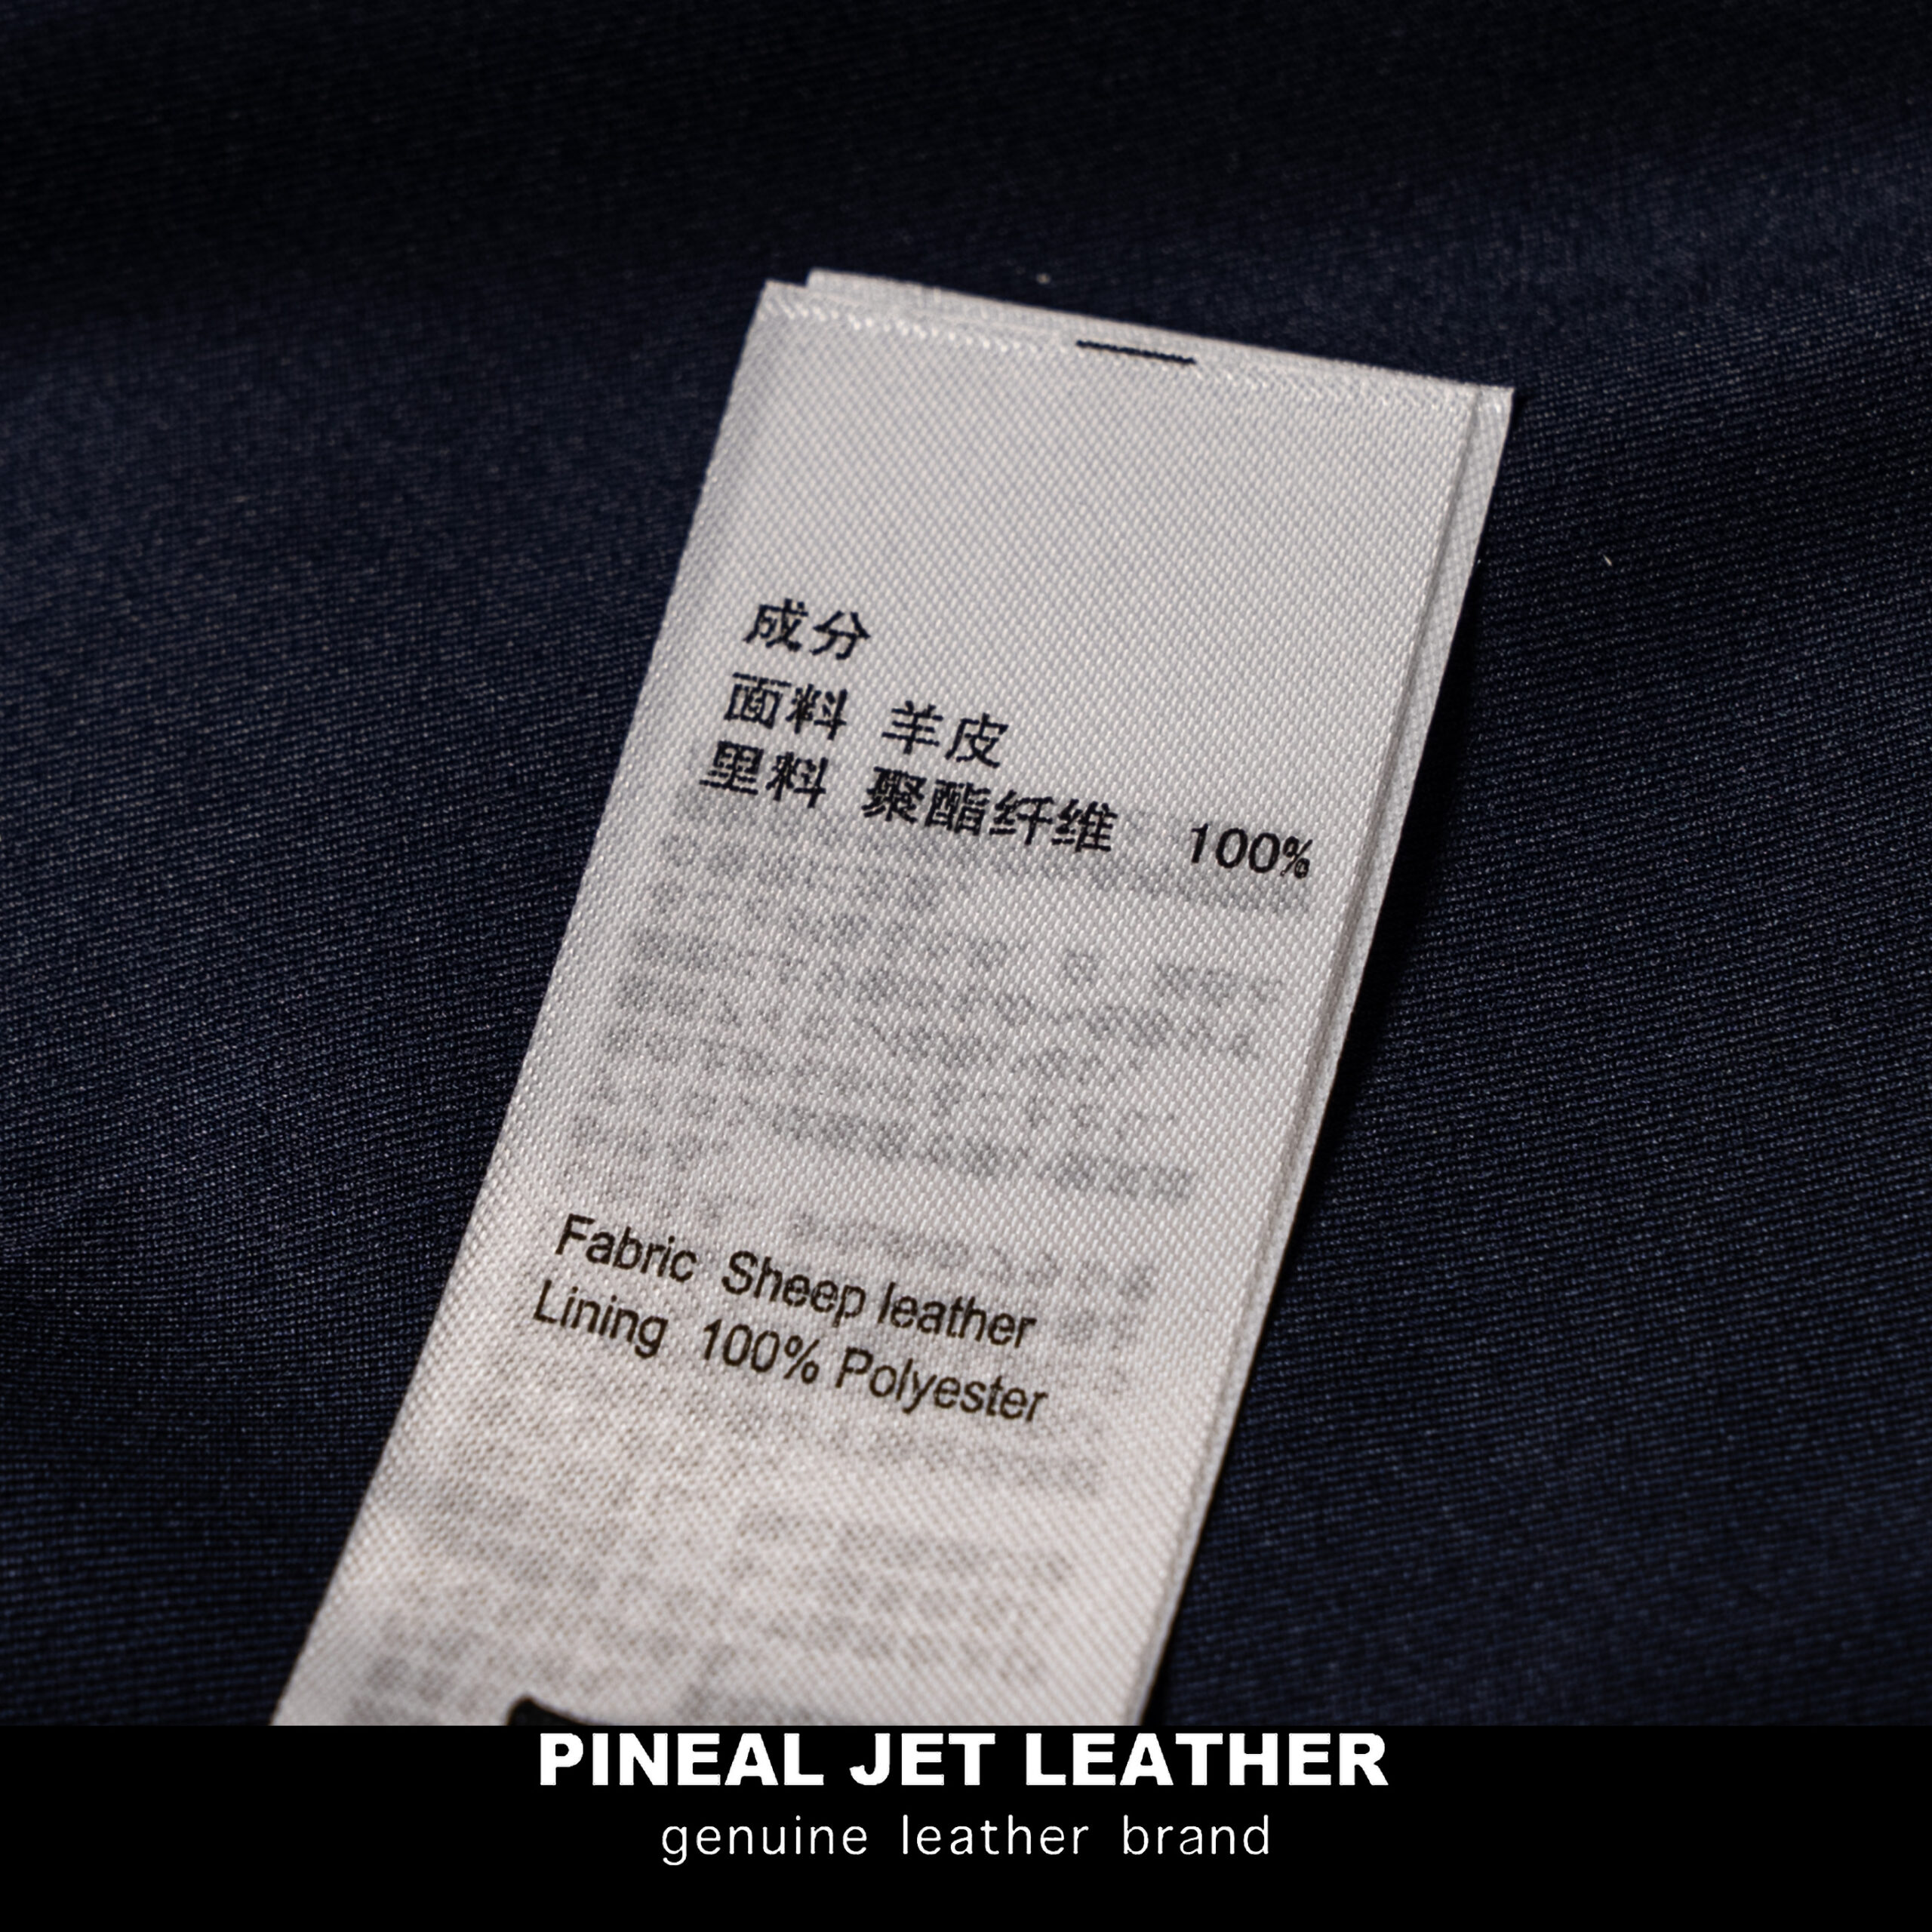 成分
面料 羊皮
里料 聚酯纤维 100%
Fabric Sheep leather
Lining 100% Polyester
PINEAL JET LEATHER
genuine leather brand